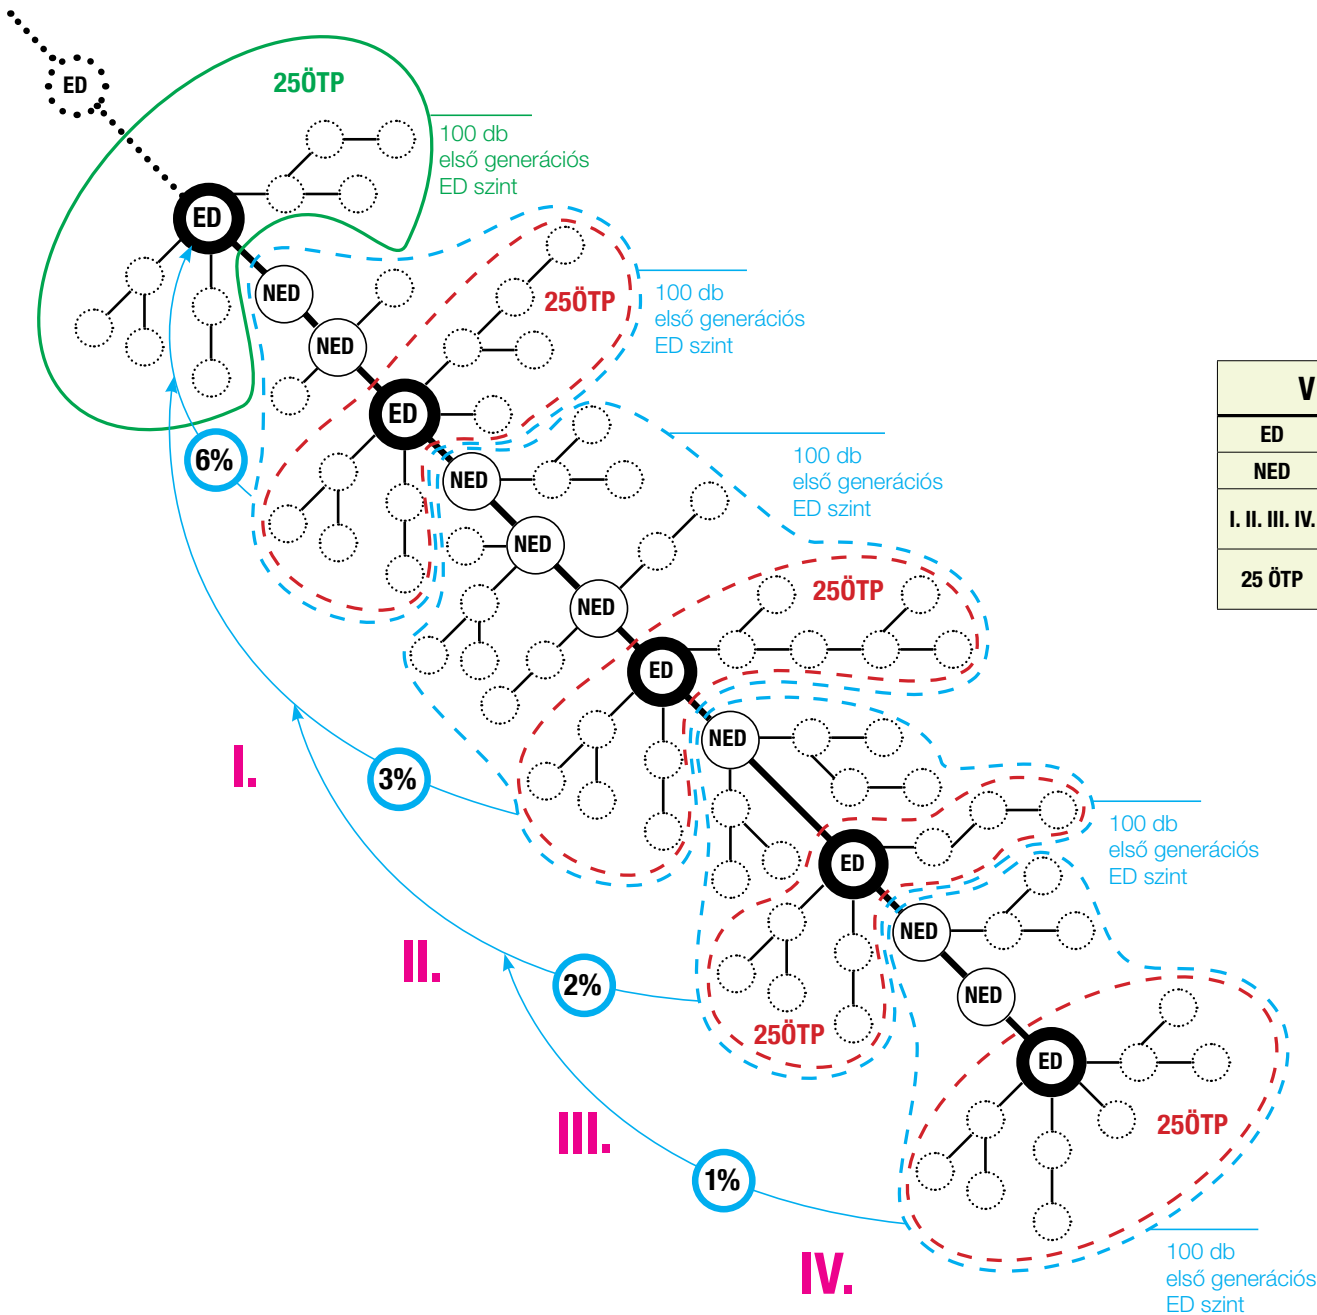 ED
25ÖTP
100 db
első generációs
ED szint
ED
NED
NED
25ÖTP
100 db
első generációs
ED szint
ED
6%
NED
NED
NED
100 db
első generációs
ED szint
25ÖTP
ED
NED
I.
3%
100 db
első generációs
ED szint
ED
NED
II.
2%
NED
25ÖTP
ED
25ÖTP
III.
1%
IV.
100 db
első generációs
ED szint
V
ED
NED
I. II. III. IV.
25 ÖTP